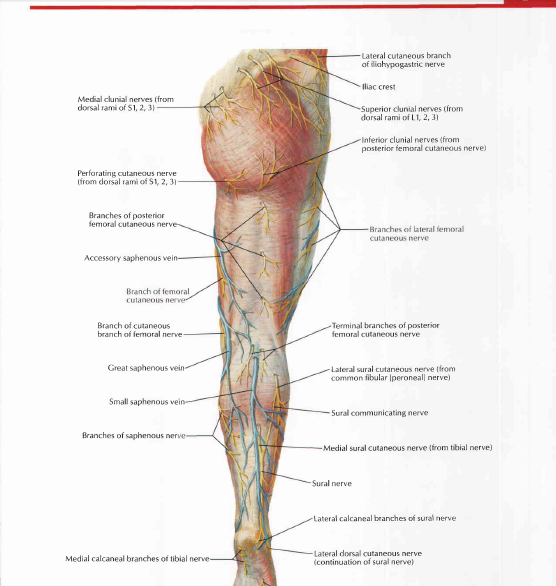 Lateral cutaneous branch
of iliohypogastric nerve
Iliac crest
Medial clunial nerves (from
dorsal rami of S1, 2, 3)
Superior clunial nerves (from
dorsal rami of L1, 2, 3)
Inferior clunial nerves (from
posterior femoral cutaneous nerve)
Perforating cutaneous nerve
(from dorsal rami of S1, 2, 3)
Branches of posterior
femoral cutaneous nerve
Branches of lateral femoral
cutaneous nerve
Accessory saphenous vein
Branch of femoral
cutaneous nerve
Branch of cutaneous
branch of femoral nerve
Terminal branches of posterior
femoral cutaneous nerve
Great saphenous vein
Lateral sural cutaneous nerve (from
common fibular [peroneal] nerve)
Small saphenous vein
Sural communicating nerve
Branches of saphenous nerve
Medial sural cutaneous nerve (from tibial nerve)
Sural nerve
Lateral calcaneal branches of sural nerve
Medial calcaneal branches of tibial nerve
Lateral dorsal cutaneous nerve
(continuation of sural nerve)